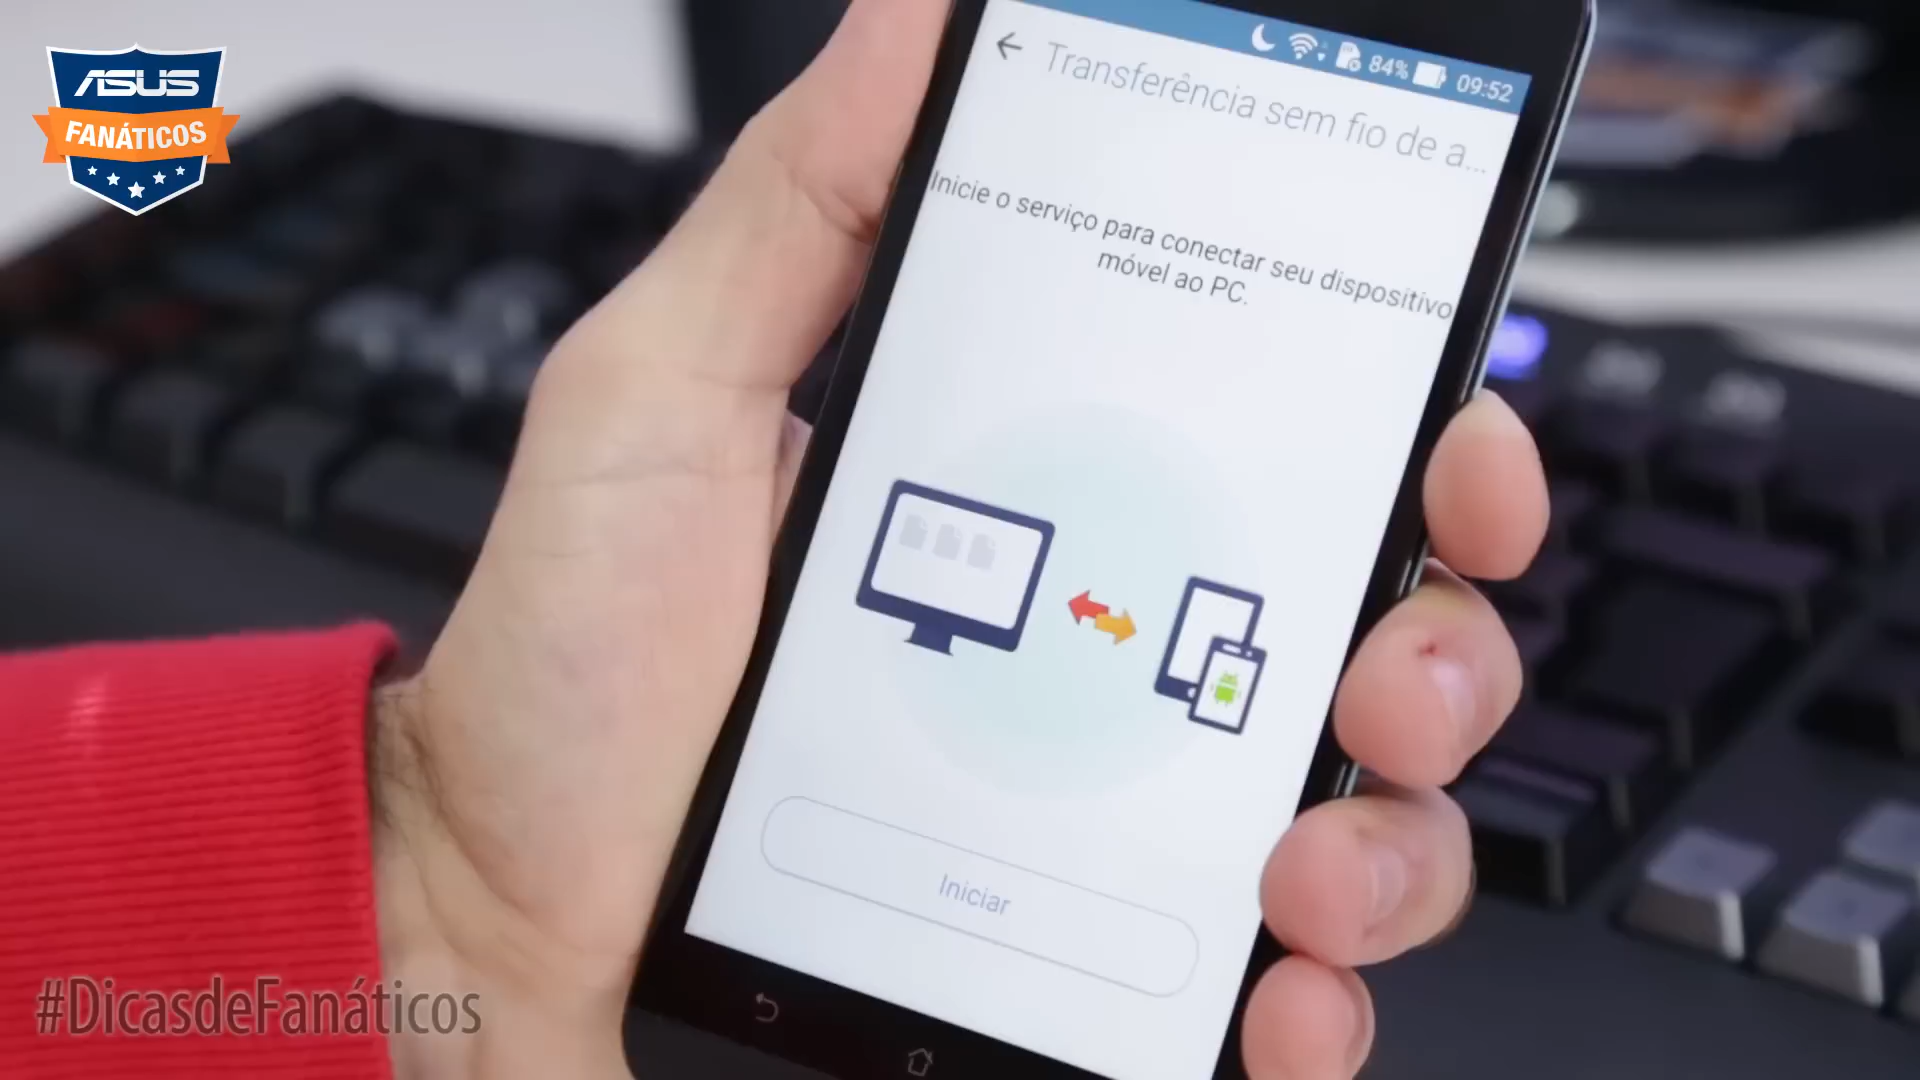 ASUS
FANÁTICOS
84% 09:52
Transferência sem fio de a...
Inicie o serviço para conectar seu dispositivo
móvel ao PC.
Iniciar
#DicasdeFanáticos